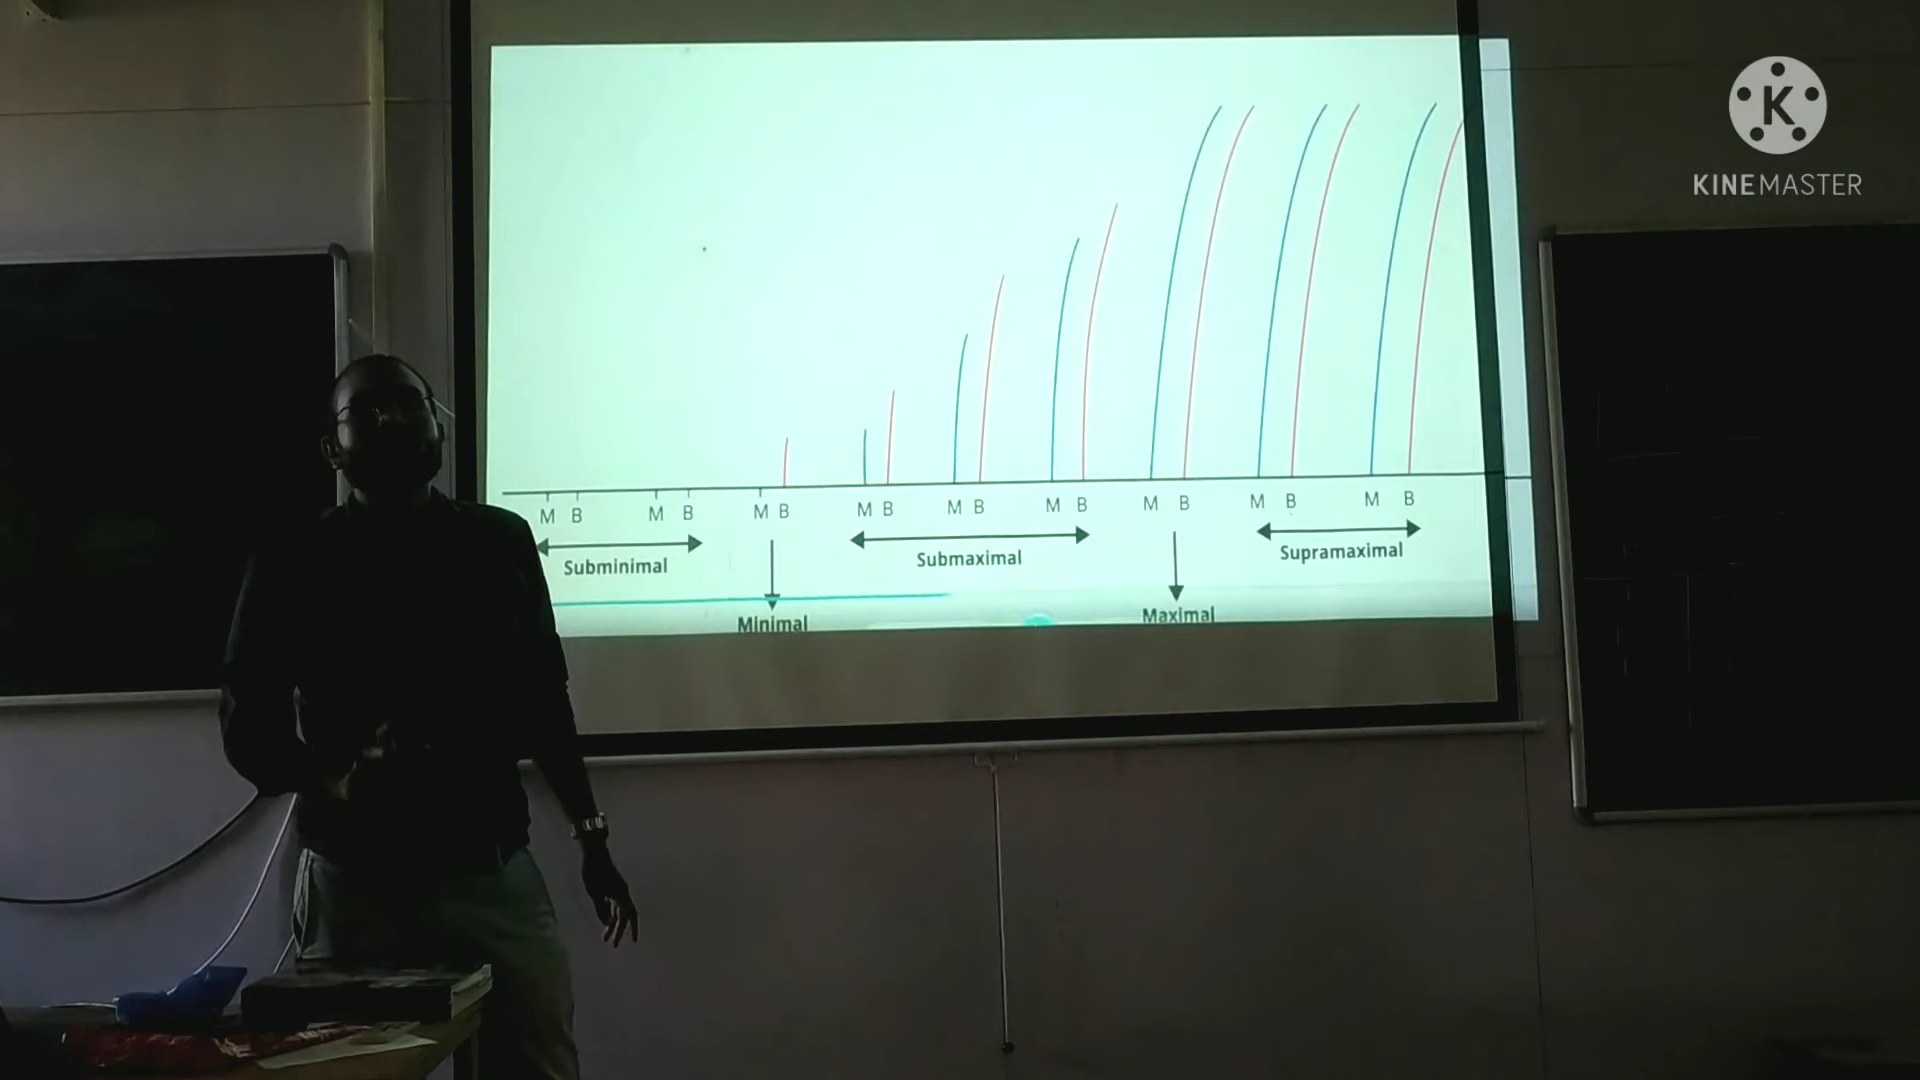 K
KINEMASTER
M B M B M B M B M B M B M B M B M B
Subminimal Submaximal Supramaximal
Minimal Maximal